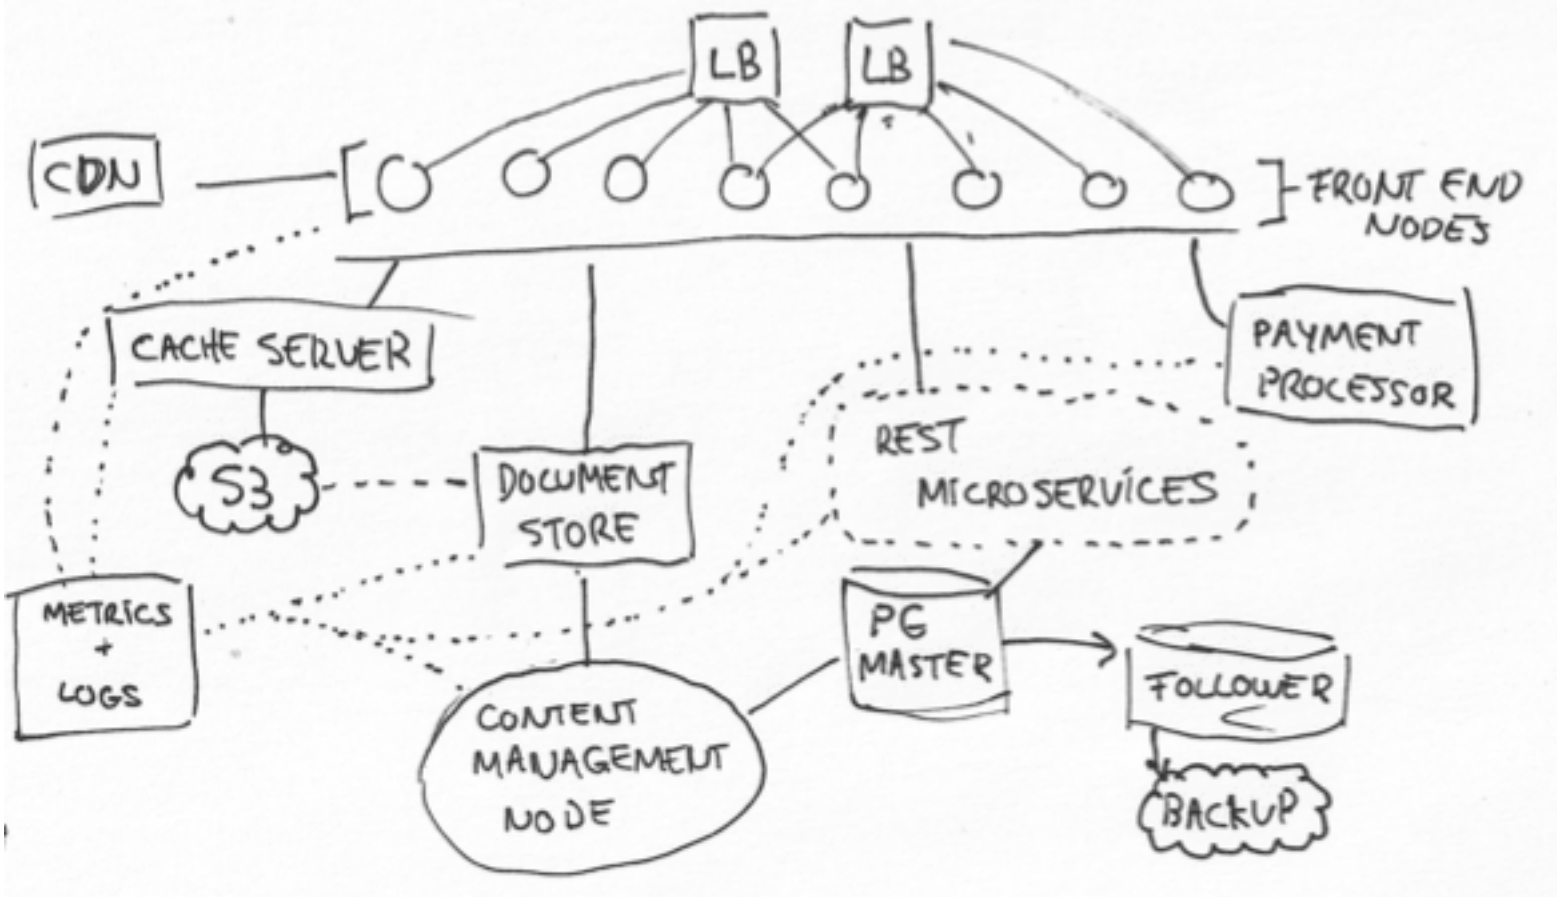 LB
LB
CDN
FRONT END
NODES
CACHE SERVER
PAYMENT
PROCESSOR
REST
MICROSERVICES
S3
DOCUMENT
STORE
METRICS
+
LOGS
PG
MASTER
FOLLOWER
CONTENT
MANAGEMENT
NODE
BACKUP